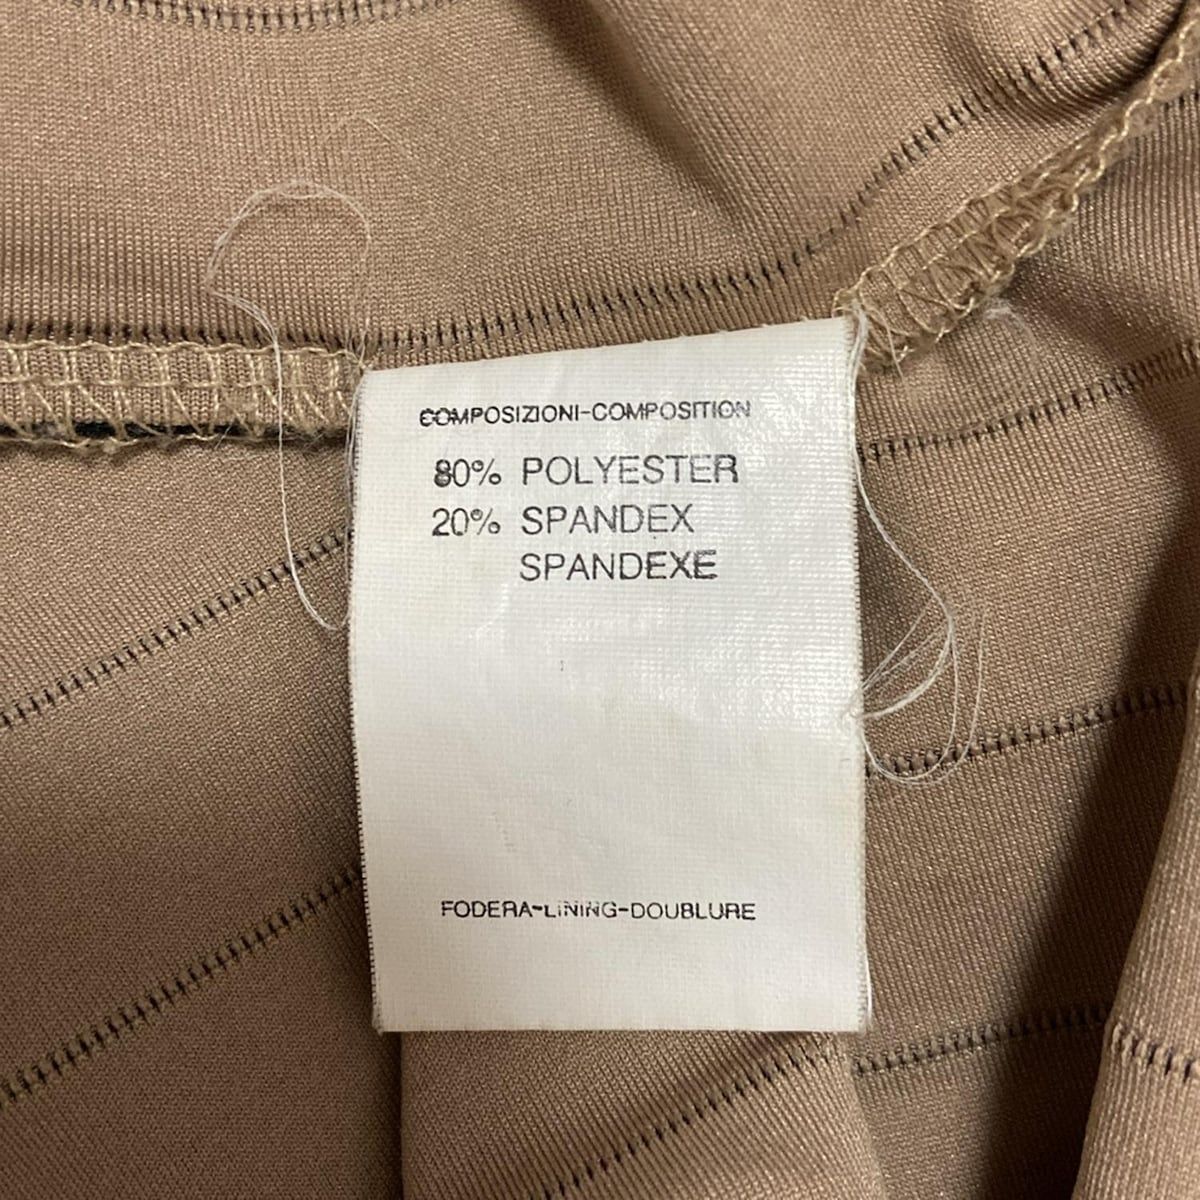 COMPOSIZIONI-COMPOSITION
80% POLYESTER
20% SPANDEX
SPANDEXE
FODERA-LINING-DOUBLURE